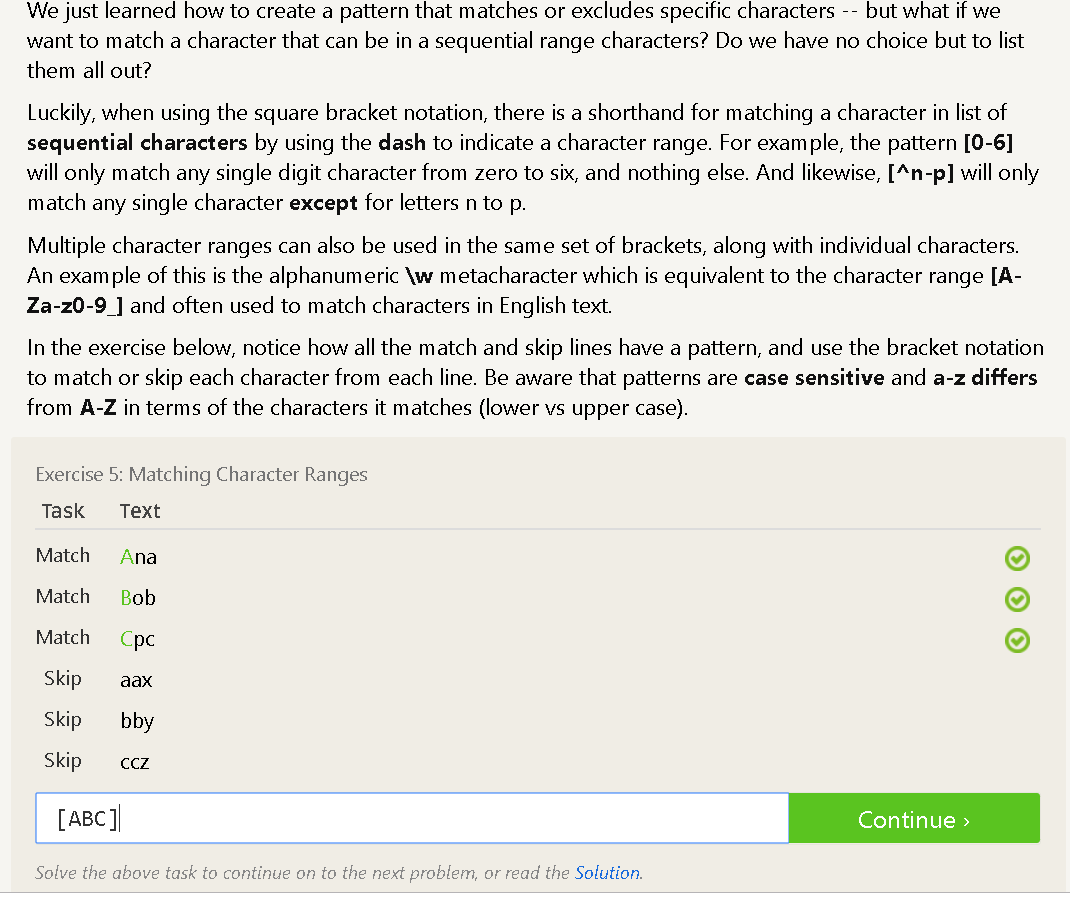 We just learned how to create a pattern that matches or excludes specific characters -- but what if we
want to match a character that can be in a sequential range characters? Do we have no choice but to list
them all out?
Luckily, when using the square bracket notation, there is a shorthand for matching a character in list of
sequential characters by using the dash to indicate a character range. For example, the pattern [0-6]
will only match any single digit character from zero to six, and nothing else. And likewise, [^n-p] will only
match any single character except for letters n to p.
Multiple character ranges can also be used in the same set of brackets, along with individual characters.
An example of this is the alphanumeric \w metacharacter which is equivalent to the character range [A-
Za-z0-9_] and often used to match characters in English text.
In the exercise below, notice how all the match and skip lines have a pattern, and use the bracket notation
to match or skip each character from each line. Be aware that patterns are case sensitive and a-z differs
from A-Z in terms of the characters it matches (lower vs upper case).
Exercise 5: Matching Character Ranges
Task Text
Match Ana
Match Bob
Match Cpc
Skip aax
Skip bby
Skip ccz
[ABC]
Continue ›
Solve the above task to continue on to the next problem, or read the Solution.